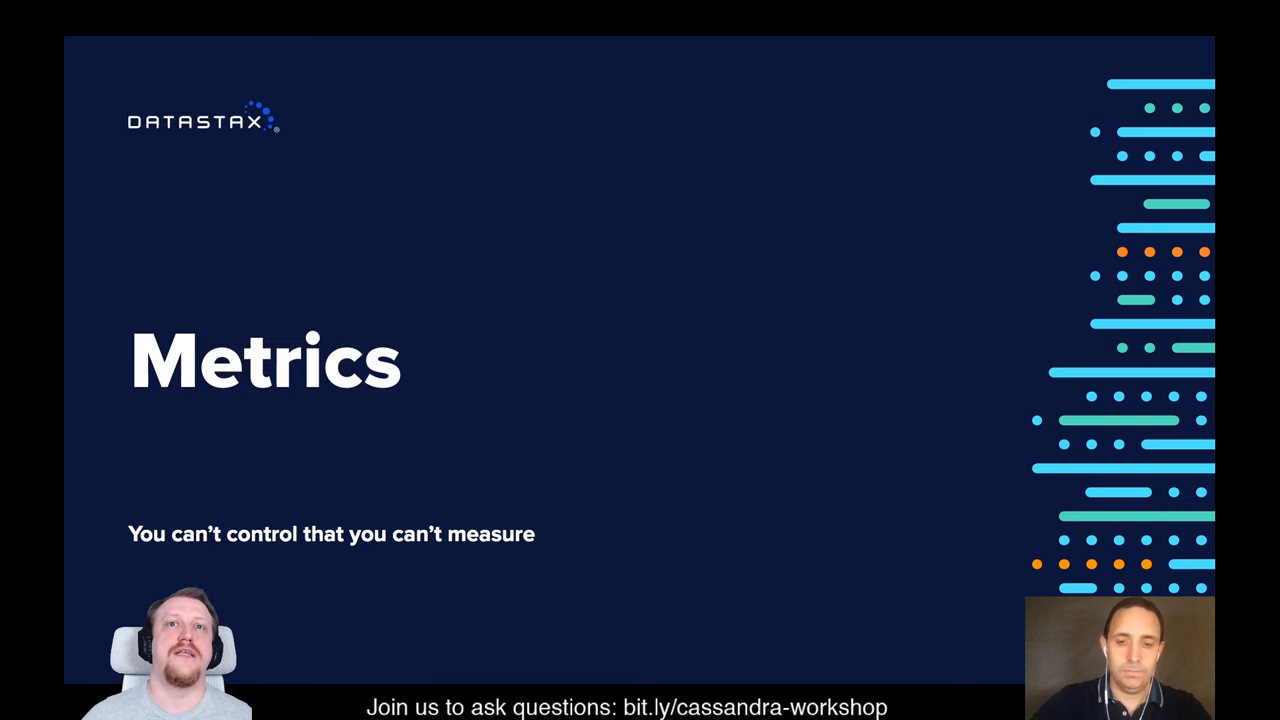 DATASTAX®
Metrics
You can't control that you can't measure
Join us to ask questions: bit.ly/cassandra-workshop